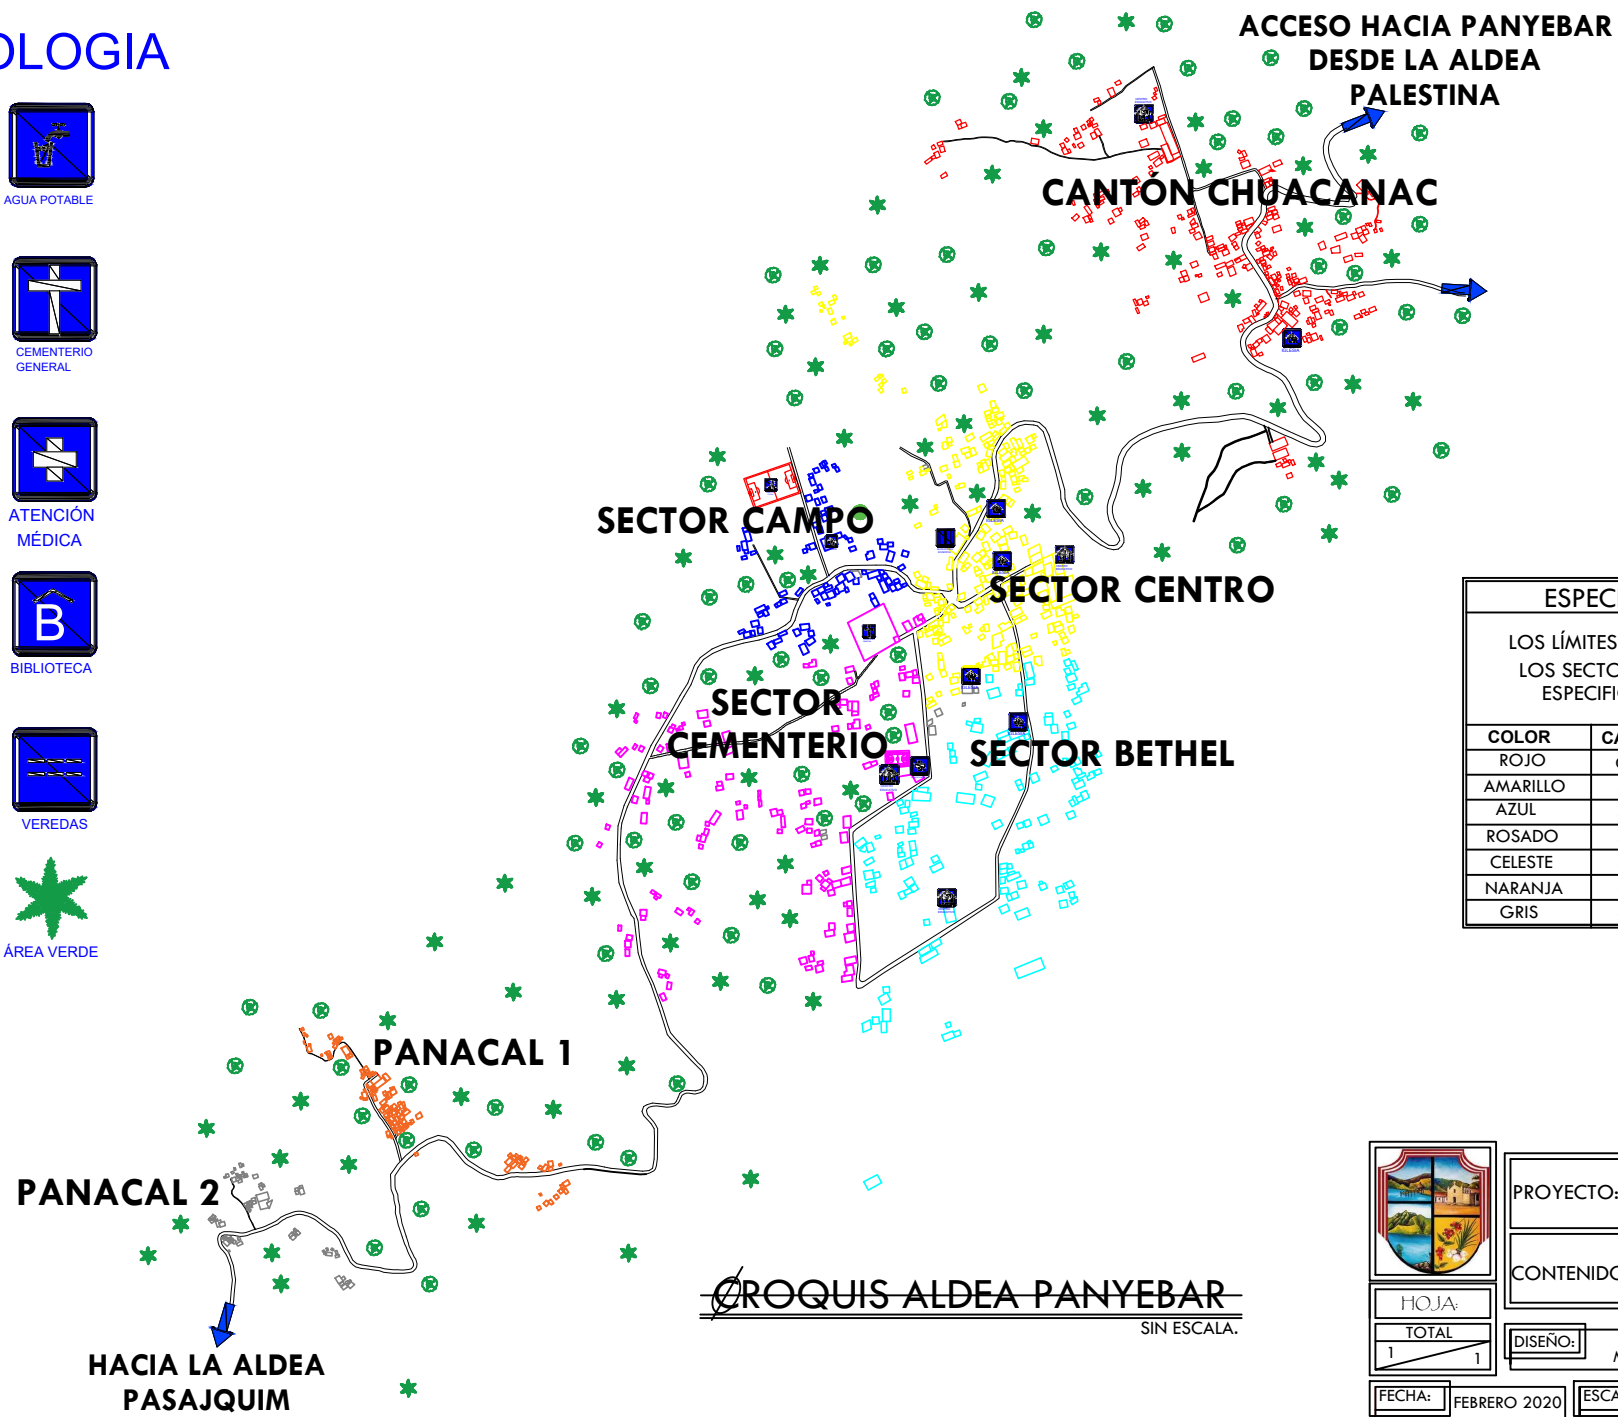 OLOGIA
AGUA POTABLE
CEMENTERIO
GENERAL
ATENCIÓN
MÉDICA
B
BIBLIOTECA
VEREDAS
ÁREA VERDE
ACCESO HACIA PANYEBAR
DESDE LA ALDEA
PALESTINA
CANTÓN CHUACANAC
SECTOR CAMPO
SECTOR CENTRO
SECTOR
CEMENTERIO
SECTOR BETHEL
PANACAL 1
PANACAL 2
HACIA LA ALDEA
PASAJQUIM
CROQUIS ALDEA PANYEBAR
SIN ESCALA.
ESPEC
LOS LÍMITES
LOS SECTO
ESPECIFI
COLOR CA
ROJO
AMARILLO
AZUL
ROSADO
CELESTE
NARANJA
GRIS
PROYECTO:
CONTENIDO
HOJA:
TOTAL
1 1
DISEÑO:
FECHA: FEBRERO 2020 ESCA